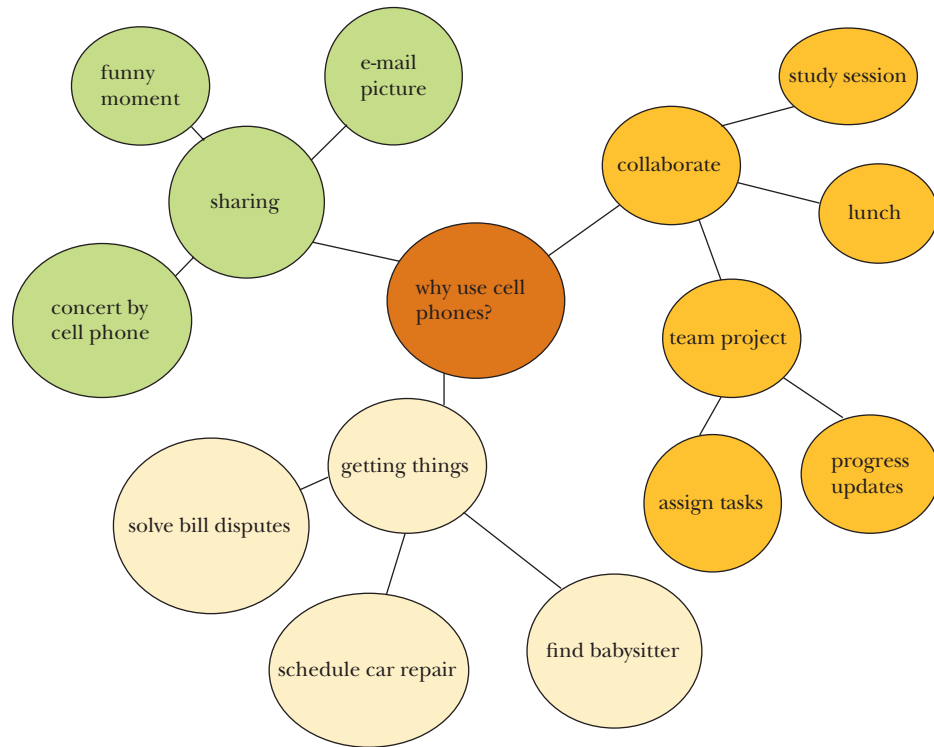 funny
moment
e-mail
picture
sharing
concert by
cell phone
why use cell
phones?
study session
collaborate
lunch
team project
assign tasks
progress
updates
getting things
solve bill disputes
schedule car repair
find babysitter